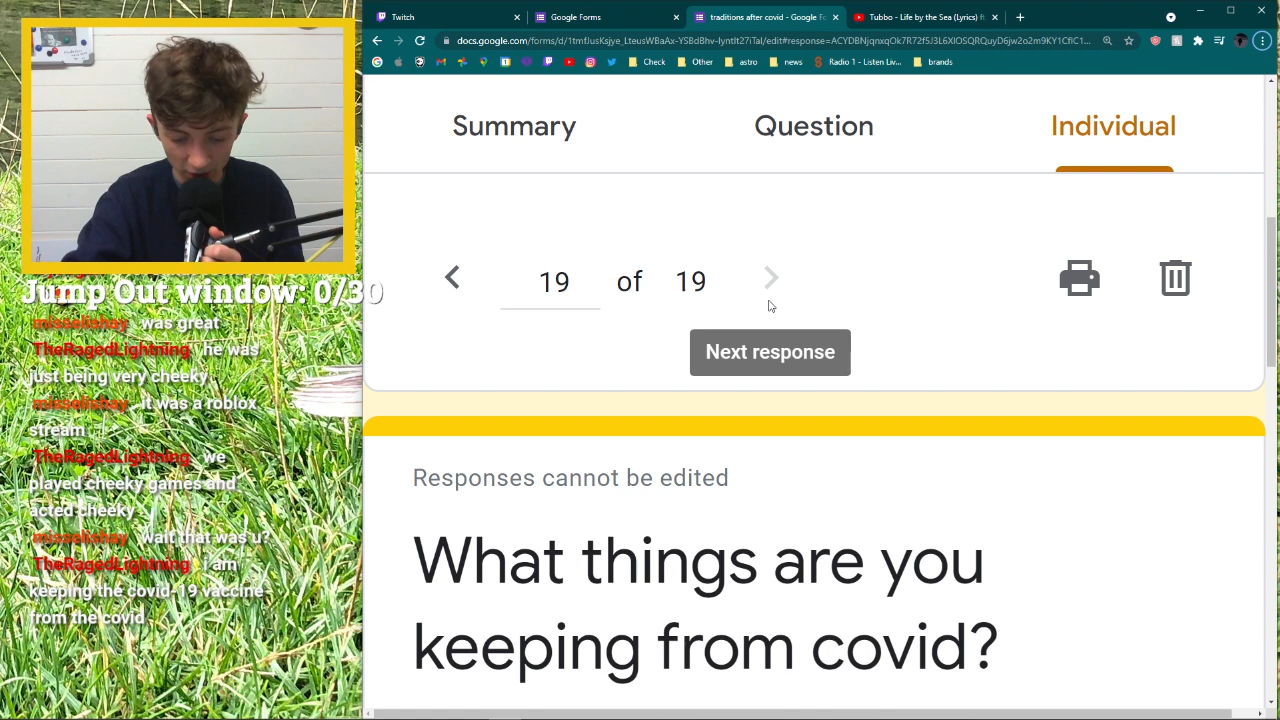 Twitch
Google Forms
traditions after covid - Google Fo
Tubbo - Life by the Sea (Lyrics) f
Check
Other
astro
news
Radio 1 - Listen Liv...
brands
Summary
Question
Individual
19 of 19
Next response
Responses cannot be edited
What things are you
keeping from covid?
Jump Out window: 0/30
misselishay was great
TheRagedLightning he was
just being very cheeky
misselishay it was a roblox
stream
TheRagedLightning we
played cheeky games and
acted cheeky
misselishay wait that was u?
TheRagedLightning i am
keeping the covid-19 vaccine
from the covid